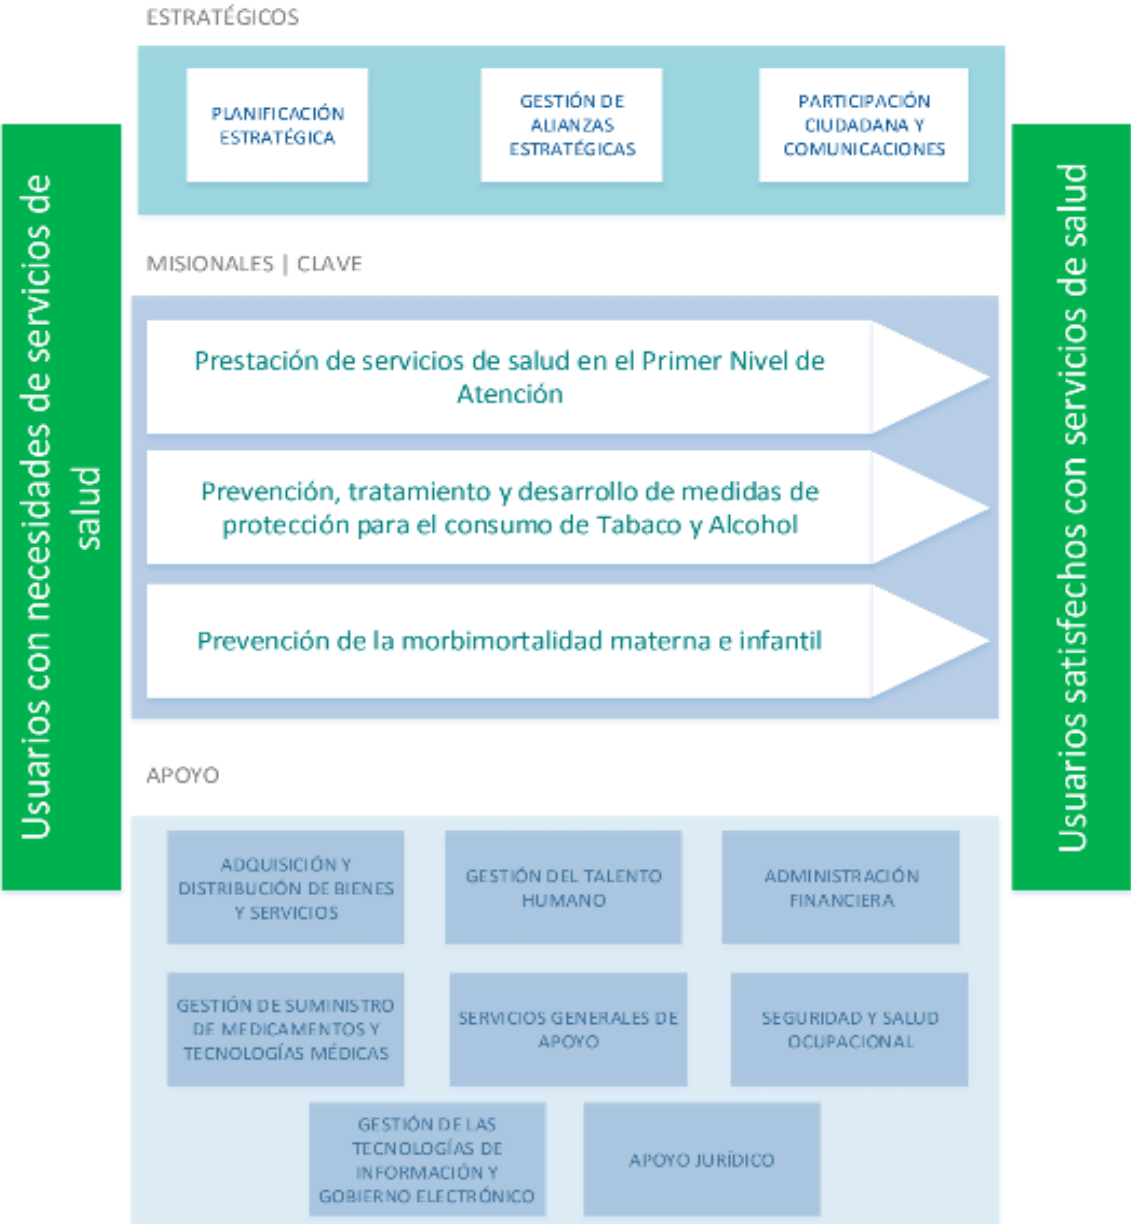 ESTRATÉGICOS
PLANIFICACIÓN
ESTRATÉGICA
GESTIÓN DE
ALIANZAS
ESTRATÉGICAS
PARTICIPACIÓN
CIUDADANA Y
COMUNICACIONES
Usuarios con necesidades de servicios de
salud
MISIONALES | CLAVE
Prestación de servicios de salud en el Primer Nivel de
Atención
Prevención, tratamiento y desarrollo de medidas de
protección para el consumo de Tabaco y Alcohol
Prevención de la morbimortalidad materna e infantil
Usuarios satisfechos con servicios de salud
APOYO
ADQUISICIÓN Y
DISTRIBUCIÓN DE BIENES
Y SERVICIOS
GESTIÓN DEL TALENTO
HUMANO
ADMINISTRACIÓN
FINANCIERA
GESTIÓN DE SUMINISTRO
DE MEDICAMENTOS Y
TECNOLOGÍAS MÉDICAS
SERVICIOS GENERALES DE
APOYO
SEGURIDAD Y SALUD
OCUPACIONAL
GESTIÓN DE LAS
TECNOLOGÍAS DE
INFORMACIÓN Y
GOBIERNO ELECTRÓNICO
APOYO JURÍDICO